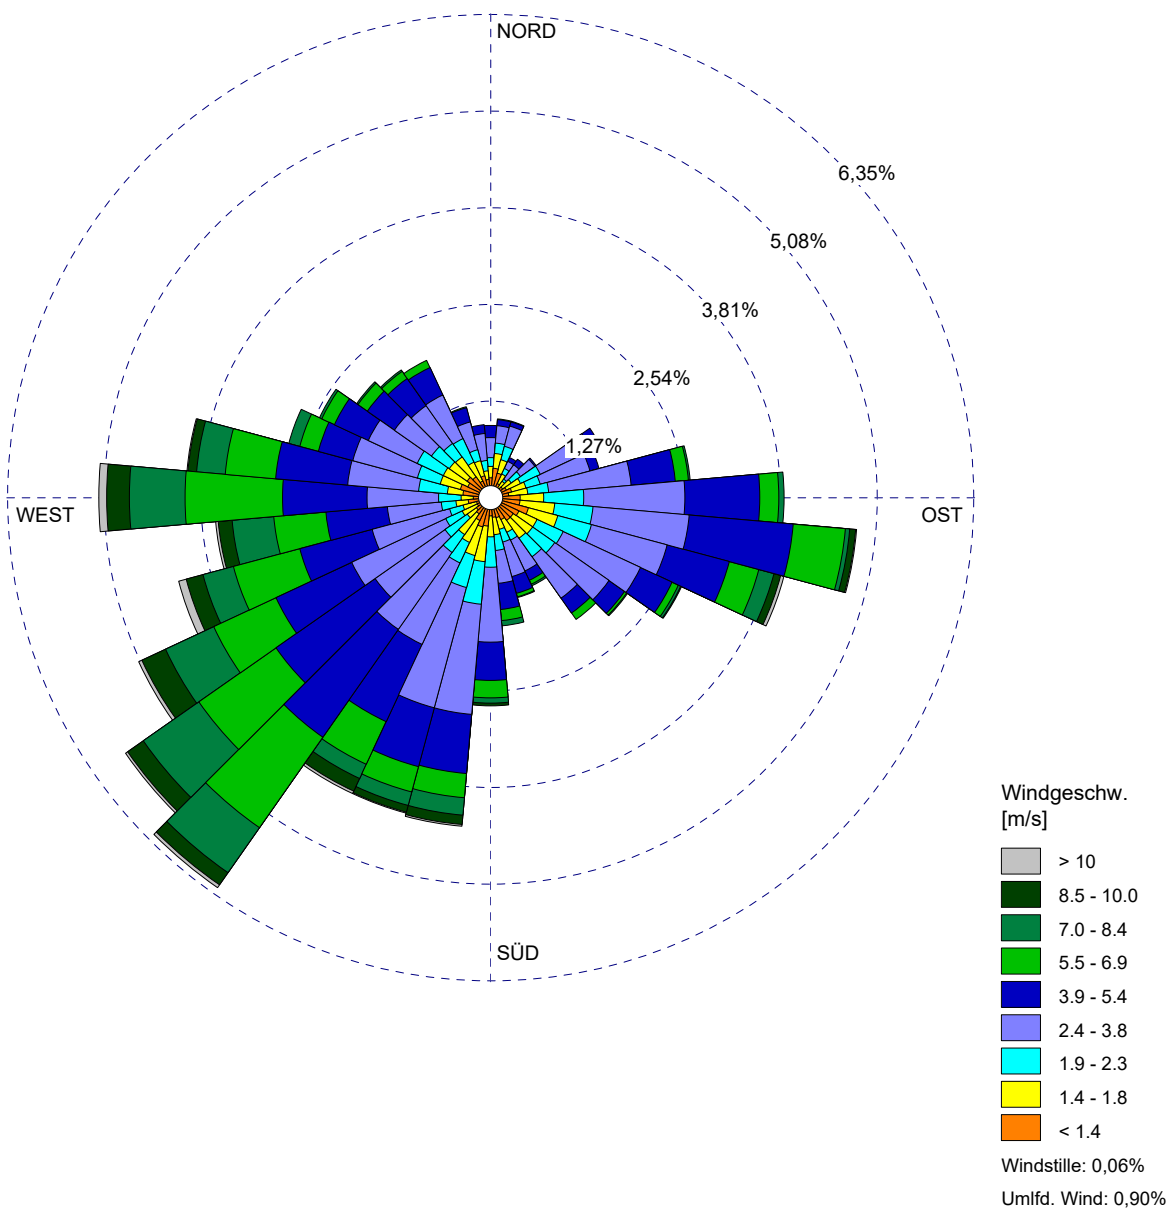 NORD
6,35%
5,08%
3,81%
2,54%
1,27%
WEST
OST
SÜD
Windgeschw.
[m/s]
> 10
8.5 - 10.0
7.0 - 8.4
5.5 - 6.9
3.9 - 5.4
2.4 - 3.8
1.9 - 2.3
1.4 - 1.8
< 1.4
Windstille: 0,06%
Umlfd. Wind: 0,90%